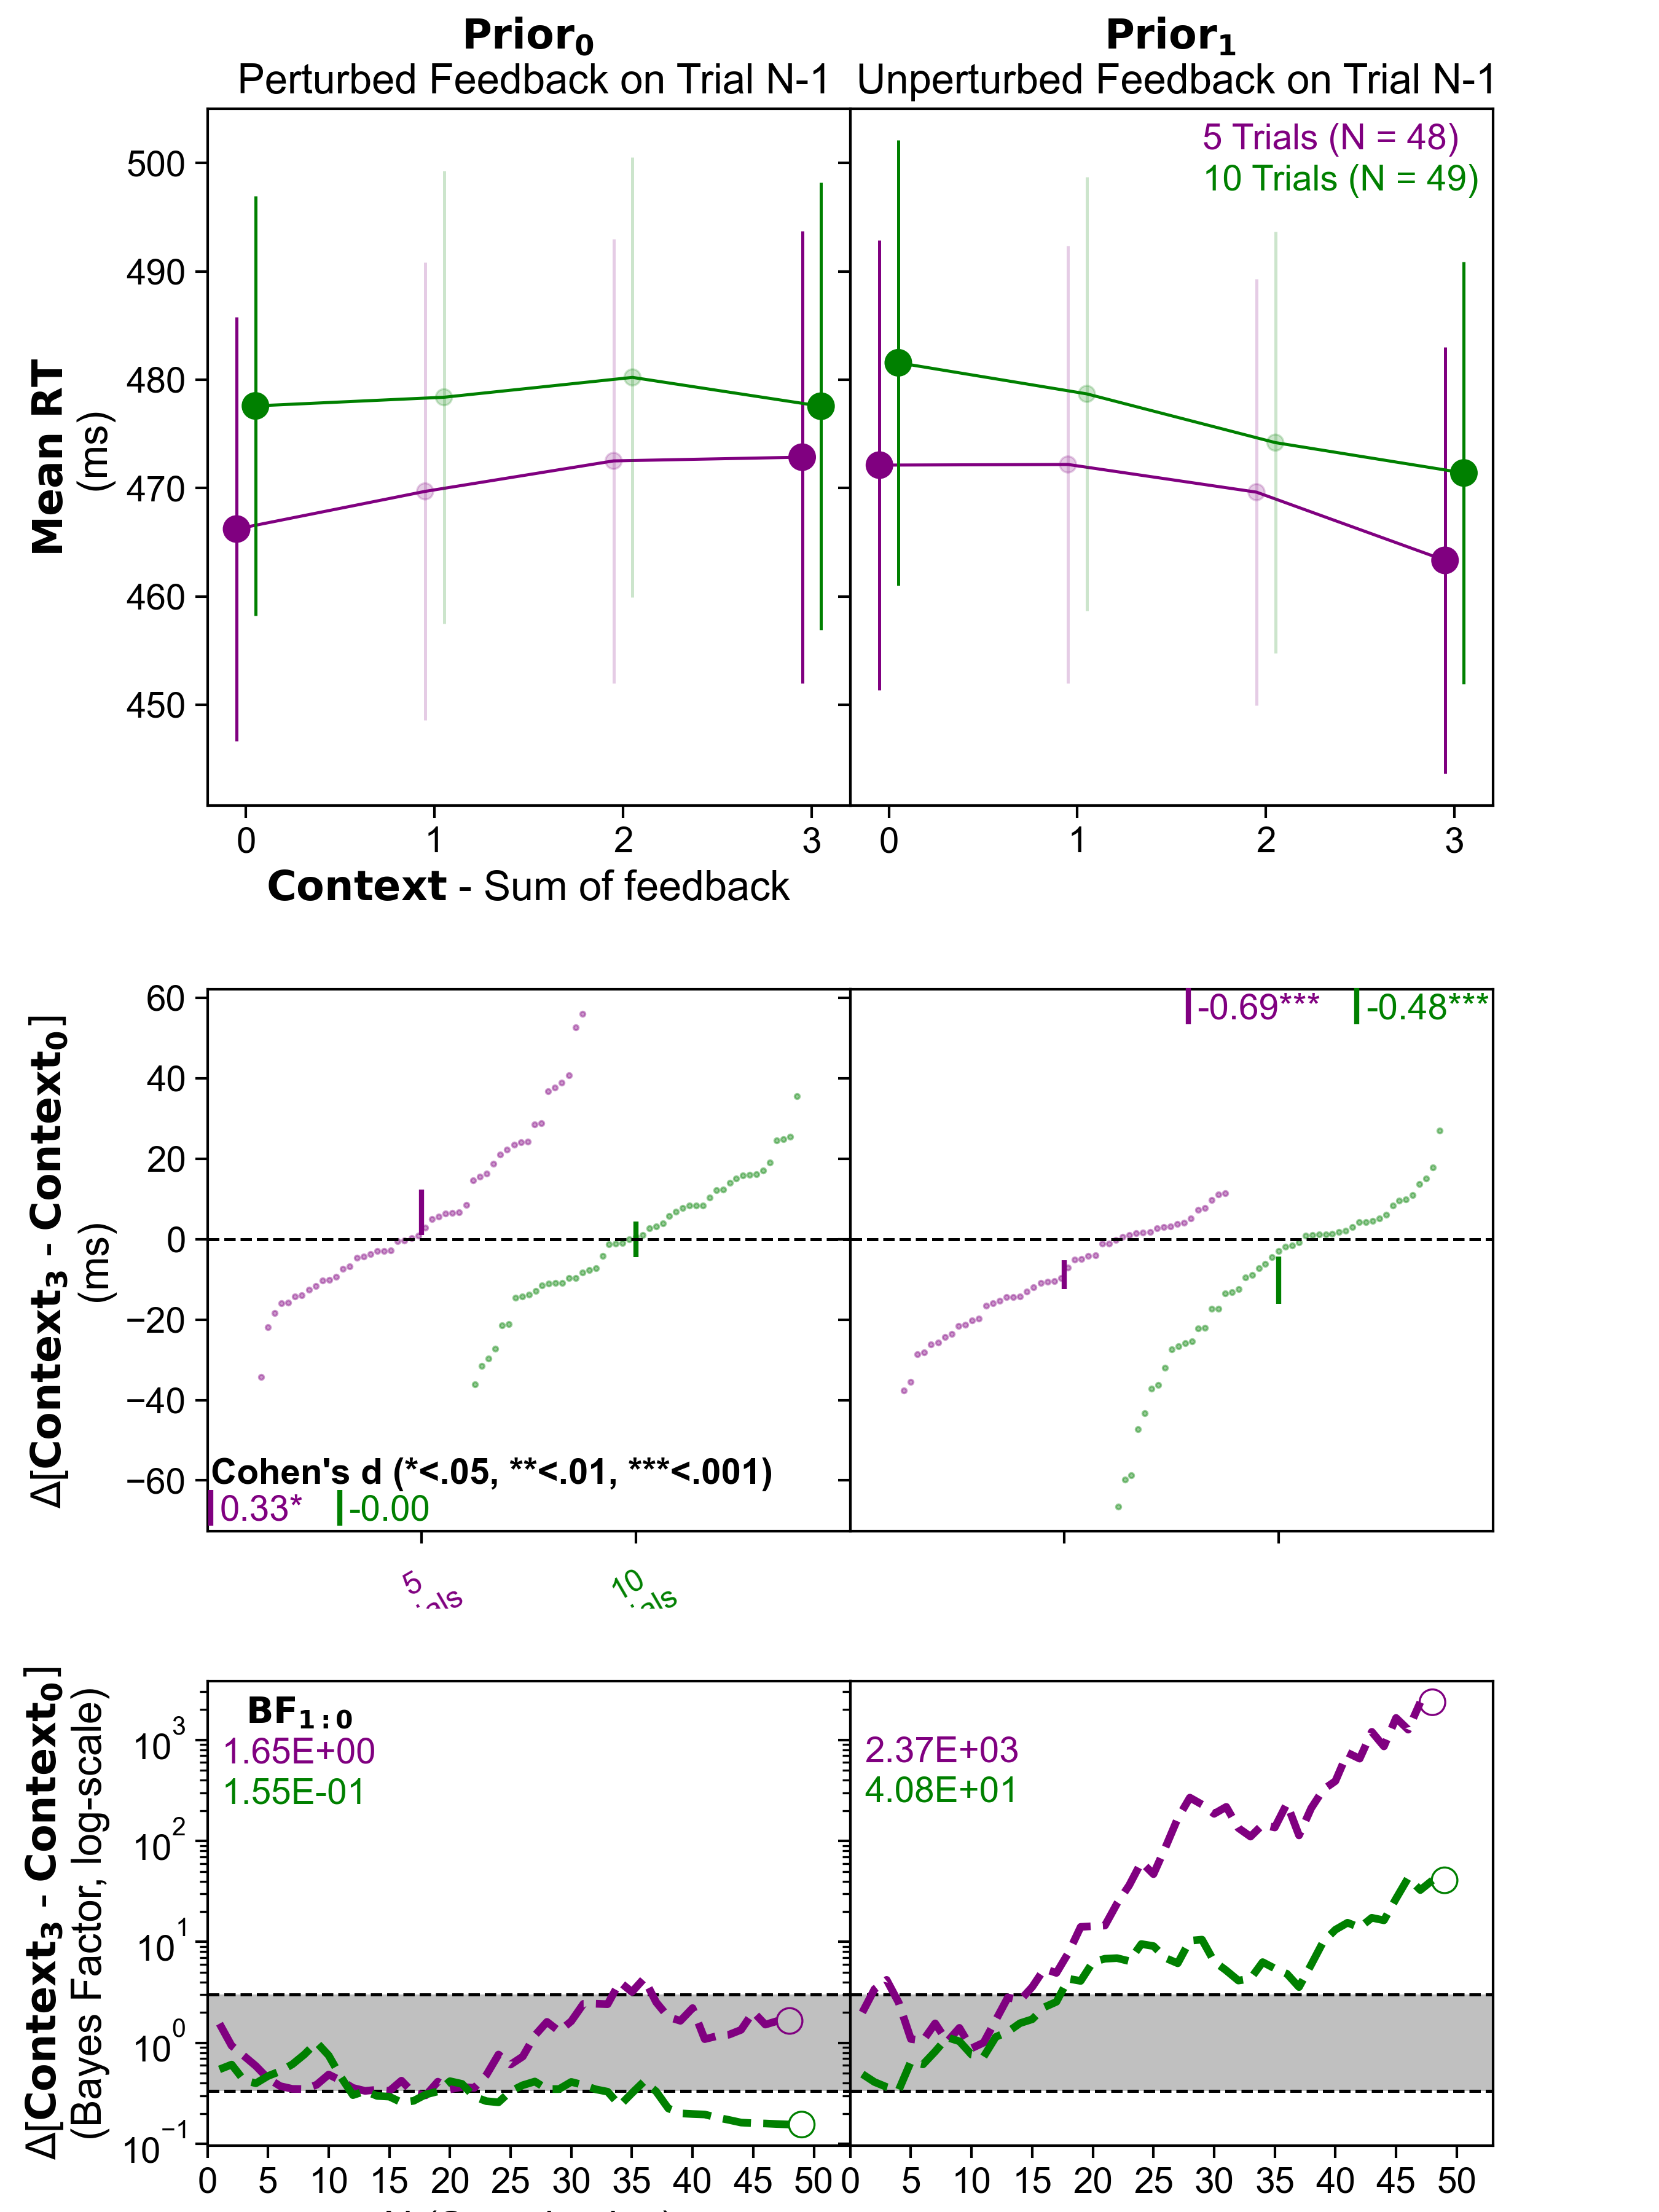 Prior0 Prior1
Perturbed Feedback on Trial N-1 Unperturbed Feedback on Trial N-1
5 Trials (N = 48)
10 Trials (N = 49)
Mean RT
(ms)
500
490
480
470
460
450
0 1 2 3 0 1 2 3
Context - Sum of feedback
Δ[Context3 - Context0]
(ms)
60
40
20
0
−20
−40
−60
-0.69*** -0.48***
Cohen's d (*<.05, **<.01, ***<.001)
0.33* -0.00
5 10
Δ[Context3 - Context0]
(Bayes Factor, log-scale)
10^3
10^2
10^1
10^0
10^−1
BF1:0
1.65E+00
1.55E-01
2.37E+03
4.08E+01
0 5 10 15 20 25 30 35 40 45 50 0 5 10 15 20 25 30 35 40 45 50